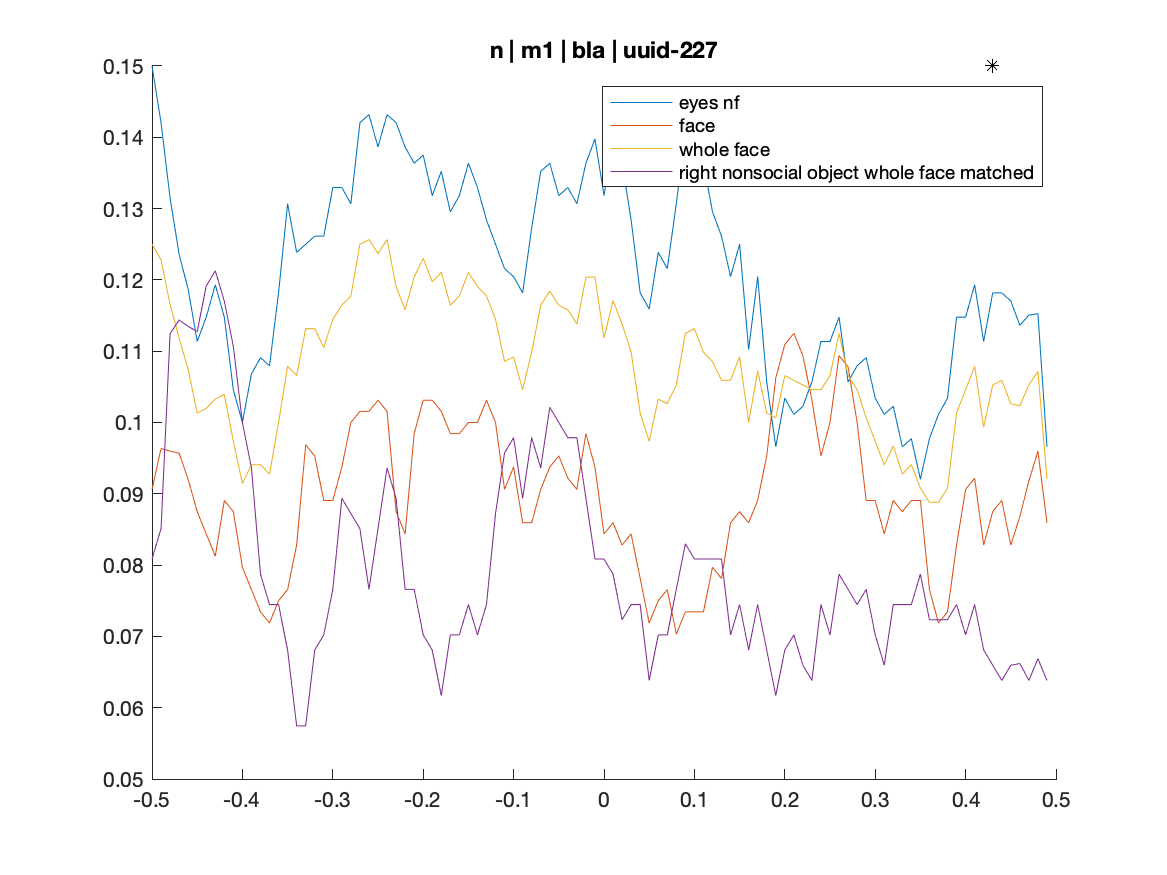 n | m1 | bla | uuid-227
0.15
0.14
0.13
0.12
0.11
0.1
0.09
0.08
0.07
0.06
0.05
eyes nf
face
whole face
right nonsocial object whole face matched
-0.5 -0.4 -0.3 -0.2 -0.1 0 0.1 0.2 0.3 0.4 0.5